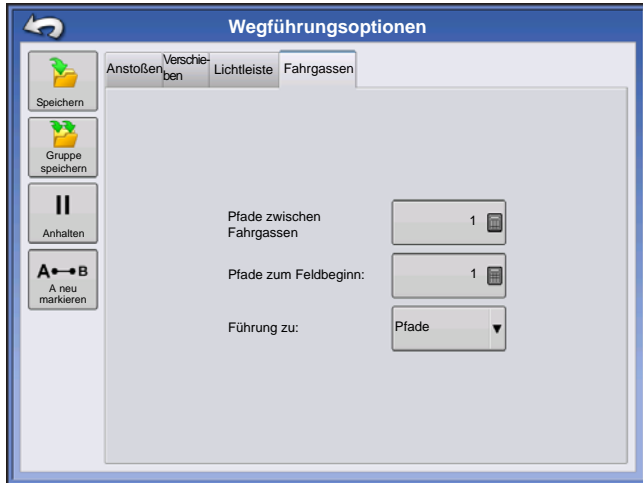 Wegführungsoptionen
Speichern
Gruppe
speichern
Anhalten
A B
A neu
markieren
Anstoßen
Verschie-
ben
Lichtleiste
Fahrgassen
Pfade zwischen
Fahrgassen
1
Pfade zum Feldbeginn:
1
Führung zu:
Pfade